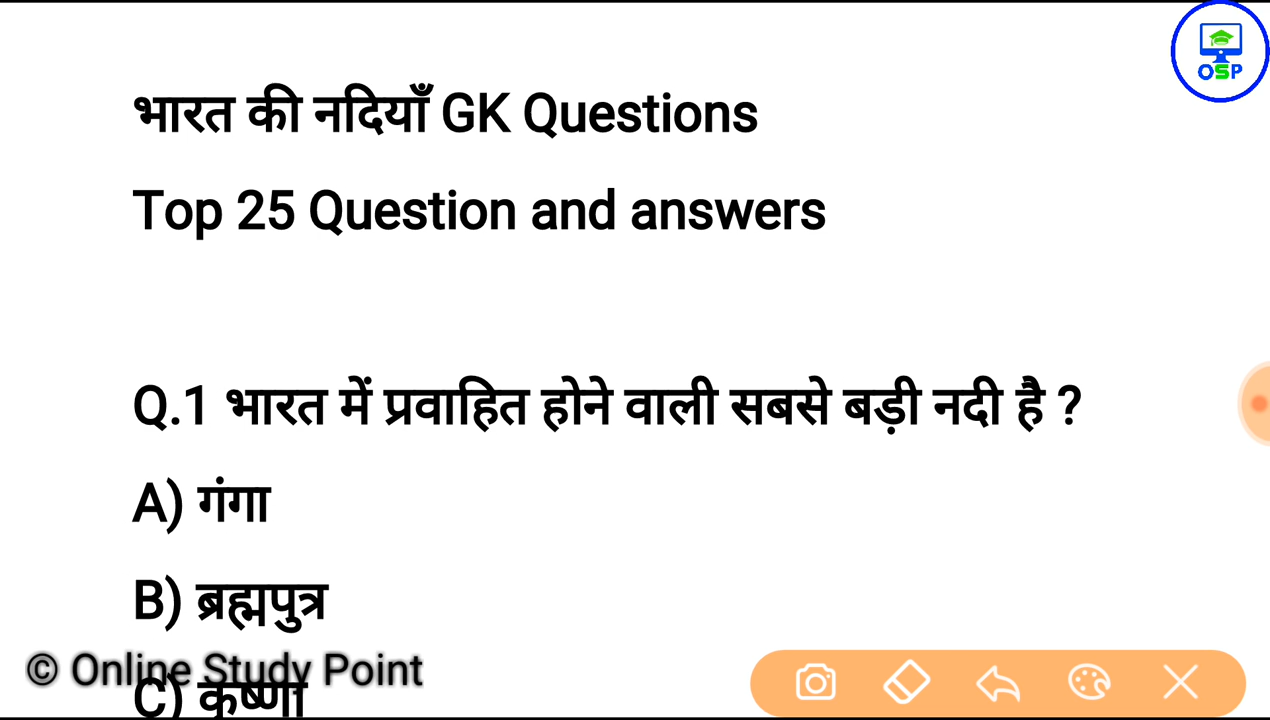 OSP
भारत की नदियाँ GK Questions
Top 25 Question and answers
Q.1 भारत में प्रवाहित होने वाली सबसे बड़ी नदी है ?
A) गंगा
B) ब्रह्मपुत्र
© Online Study Point
C) कृष्णा